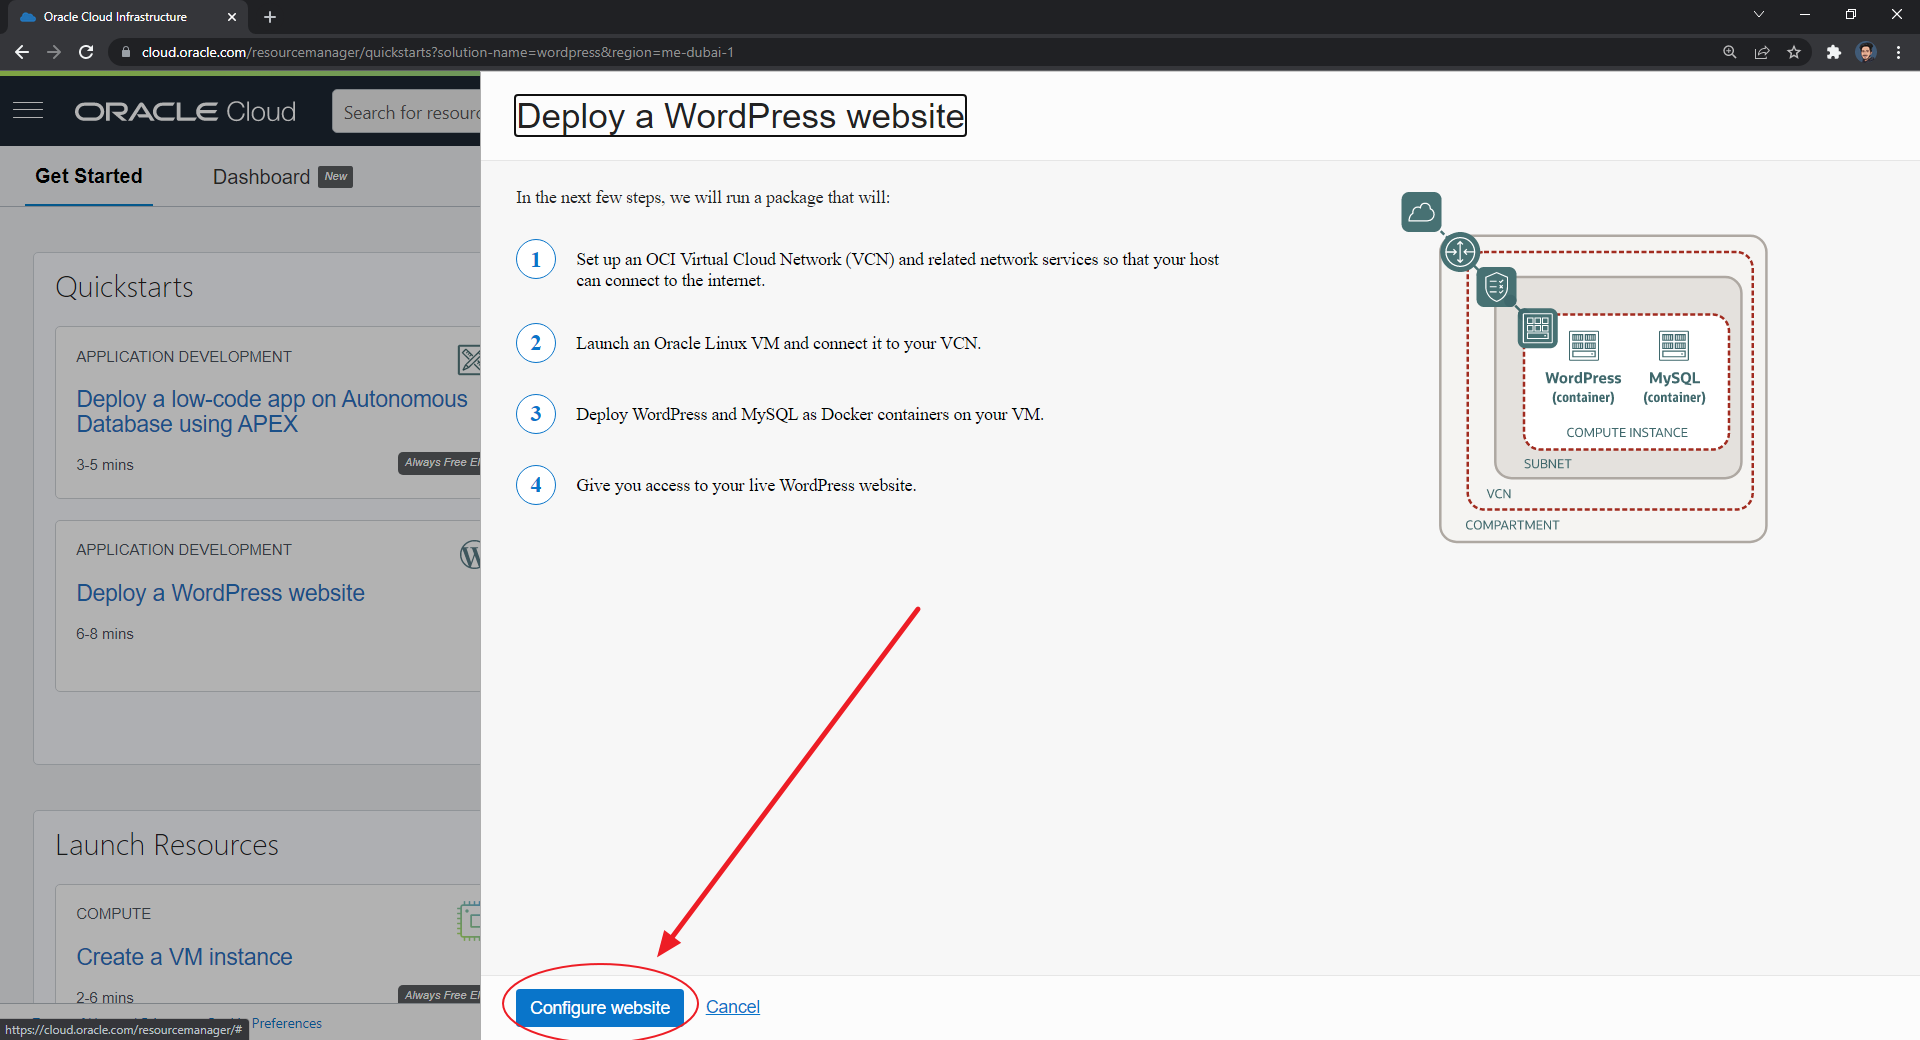 Oracle Cloud Infrastructure
cloud.oracle.com/resourcemanager/quickstarts?solution-name=wordpress&region=me-dubai-1
ORACLE Cloud
Search for resourc
Get Started
Dashboard New
Quickstarts
APPLICATION DEVELOPMENT
Deploy a low-code app on Autonomous
Database using APEX
3-5 mins
Always Free El
APPLICATION DEVELOPMENT
Deploy a WordPress website
6-8 mins
Launch Resources
COMPUTE
Create a VM instance
2-6 mins
Always Free El
Preferences
https://cloud.oracle.com/resourcemanager/#
Deploy a WordPress website
In the next few steps, we will run a package that will:
1 Set up an OCI Virtual Cloud Network (VCN) and related network services so that your host
can connect to the internet.
2 Launch an Oracle Linux VM and connect it to your VCN.
3 Deploy WordPress and MySQL as Docker containers on your VM.
4 Give you access to your live WordPress website.
WordPress
(container)
MySQL
(container)
COMPUTE INSTANCE
SUBNET
VCN
COMPARTMENT
Configure website
Cancel